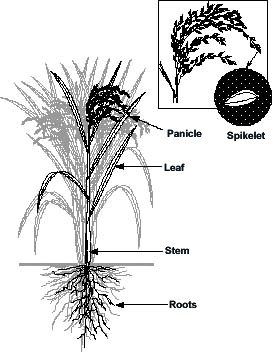 Panicle
Spikelet
Leaf
Stem
Roots